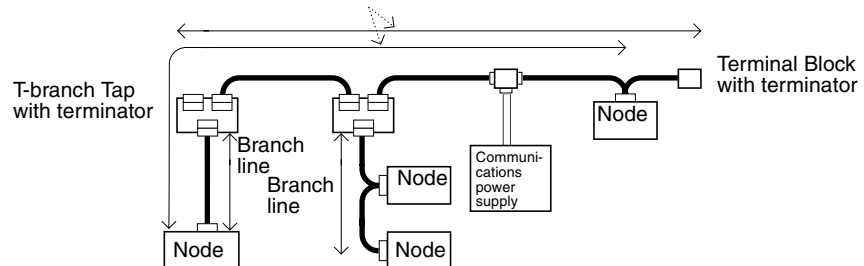 T-branch Tap
with terminator
Terminal Block
with terminator
Node
Branch
line
Branch
line
Communi-
cations
power
supply
Node
Node
Node